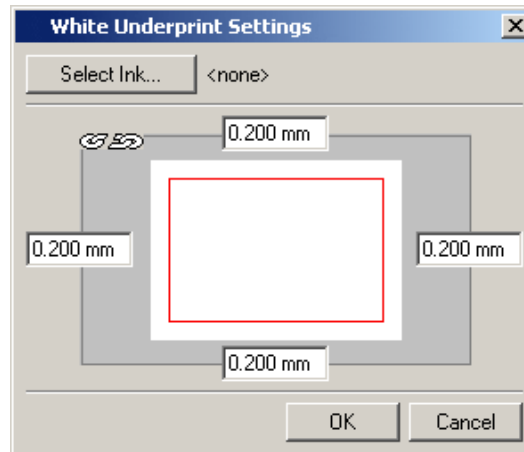 White Underprint Settings
Select Ink... <none>
0.200 mm
0.200 mm 0.200 mm
0.200 mm
OK Cancel